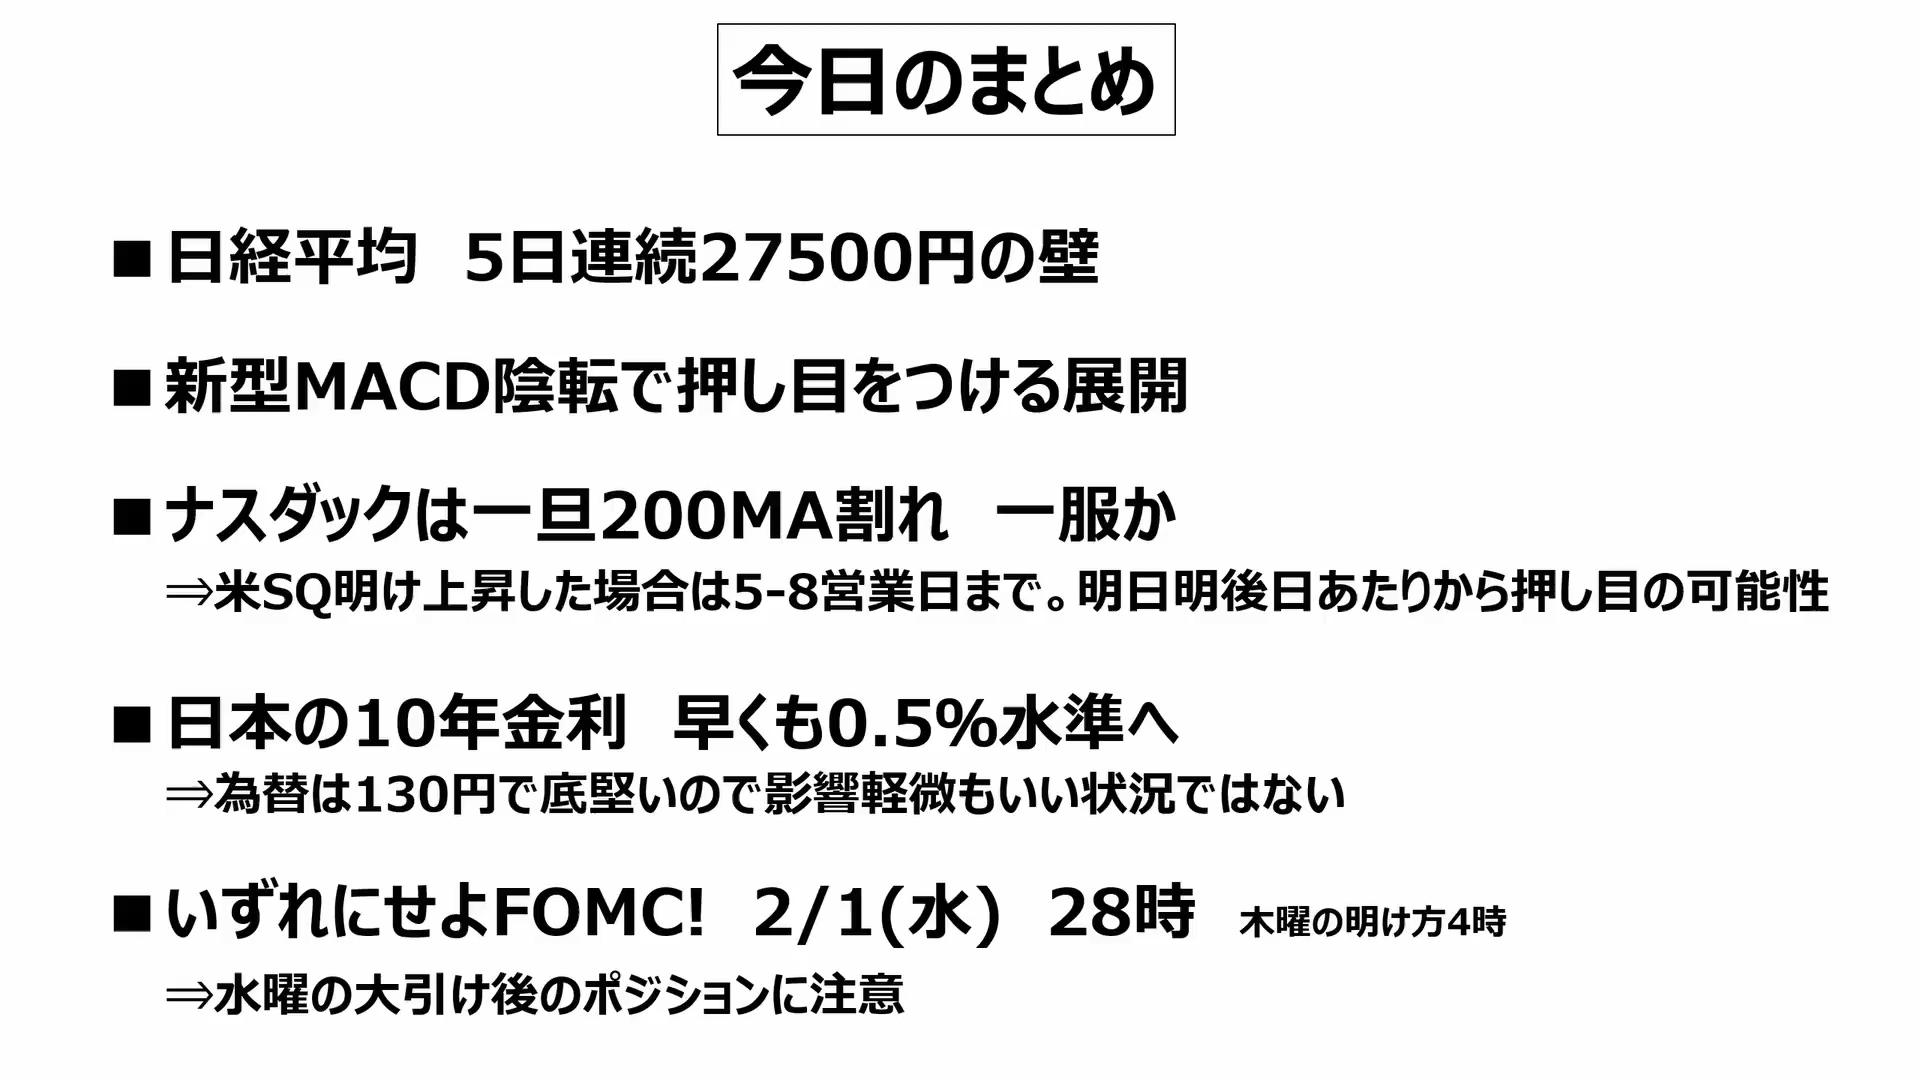 今日のまとめ
■日経平均　5日連続27500円の壁
■新型MACD陰転で押し目をつける展開
■ナスダックは一旦200MA割れ　一服か
⇒米SQ明け上昇した場合は5-8営業日まで。明日明後日あたりから押し目の可能性
■日本の10年金利　早くも0.5%水準へ
⇒為替は130円で底堅いので影響軽微もいい状況ではない
■いずれにせよFOMC!　2/1(水)　28時　木曜の明け方4時
⇒水曜の大引け後のポジションに注意